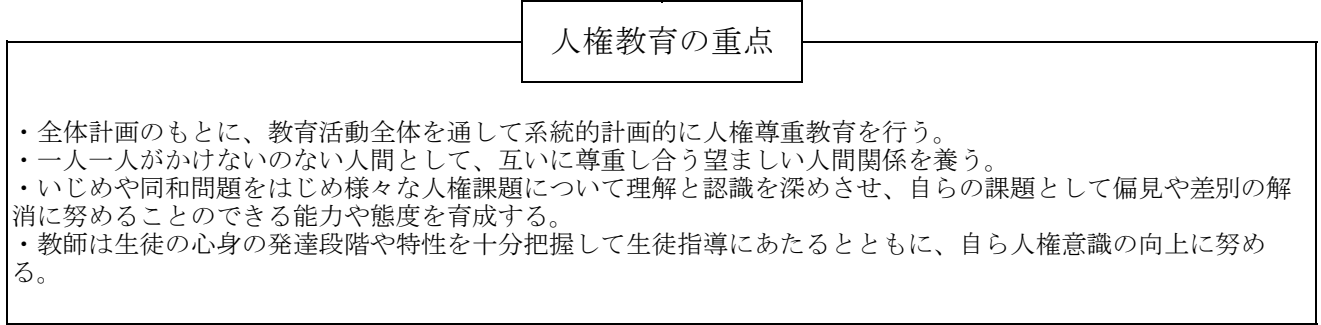 人権教育の重点
・全体計画のもとに、教育活動全体を通して系統的計画的に人権尊重教育を行う。
・一人一人がかけないのない人間として、互いに尊重し合う望ましい人間関係を養う。
・いじめや同和問題をはじめ様々な人権課題について理解と認識を深めさせ、自らの課題として偏見や差別の解
消に努めることのできる能力や態度を育成する。
・教師は生徒の心身の発達段階や特性を十分把握して生徒指導にあたるとともに、自ら人権意識の向上に努め
る。